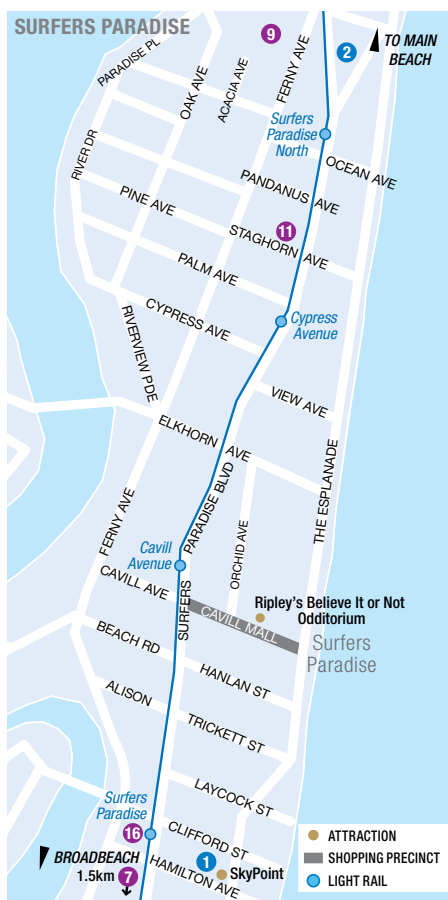 SURFERS PARADISE
9
2
TO MAIN
BEACH
PARADISE PL
OAK AVE
ACACIA AVE
FERNY AVE
Surfers
Paradise
North
OCEAN AVE
RIVER DR
PANDANUS AVE
PINE AVE
11
STAGHORN AVE
PALM AVE
CYPRESS AVE
Cypress
Avenue
RIVERVIEW PDE
VIEW AVE
ELKHORN AVE
THE ESPLANADE
SURFERS PARADISE BLVD
FERNY AVE
ORCHID AVE
Cavill
Avenue
CAVILL AVE
CAVILL MALL
Ripley's Believe It or Not
Odditorium
Surfers
Paradise
BEACH RD
HANLAN ST
ALISON
TRICKETT ST
LAYCOCK ST
Surfers
Paradise
16
CLIFFORD ST
BROADBEACH
1.5km
7
1
SkyPoint
HAMILTON AVE
ATTRACTION
SHOPPING PRECINCT
LIGHT RAIL